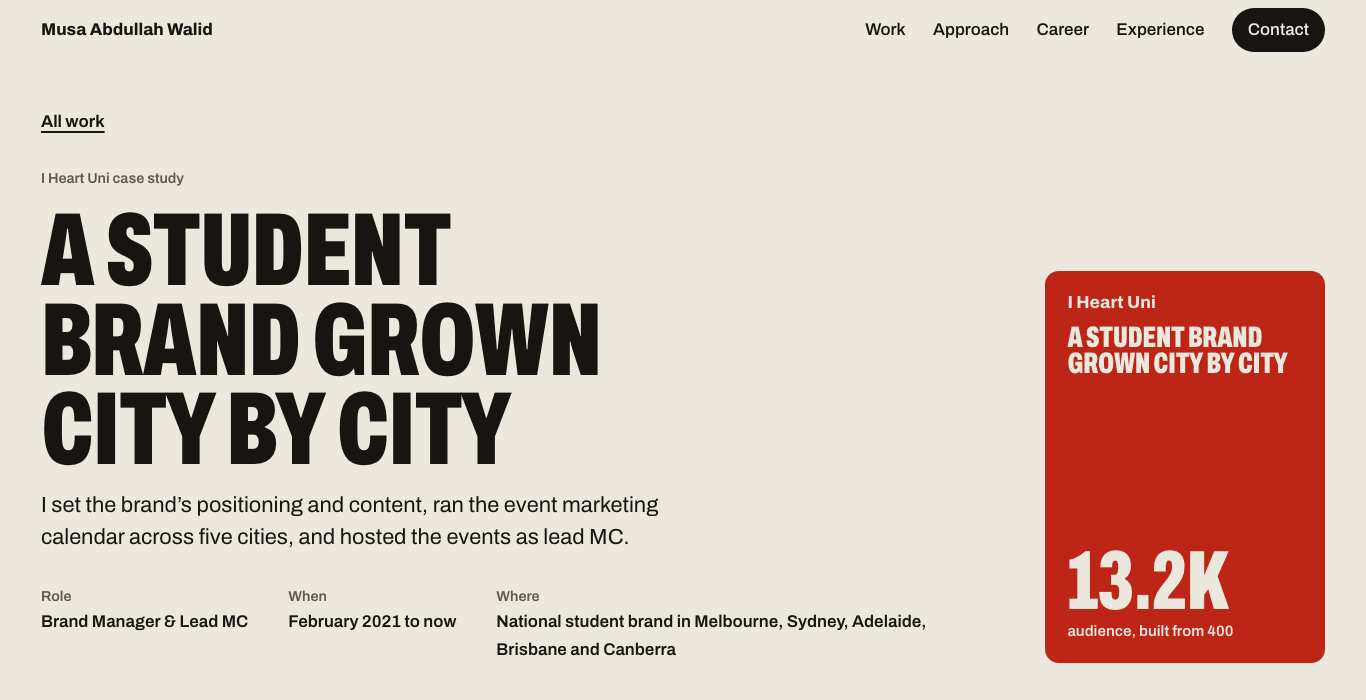 Musa Abdullah Walid
Work
Approach
Career
Experience
Contact
All work
I Heart Uni case study
A STUDENT
BRAND GROWN
CITY BY CITY
I set the brand’s positioning and content, ran the event marketing
calendar across five cities, and hosted the events as lead MC.
Role
Brand Manager & Lead MC
When
February 2021 to now
Where
National student brand in Melbourne, Sydney, Adelaide,
Brisbane and Canberra
I Heart Uni
A STUDENT BRAND
GROWN CITY BY CITY
13.2K
audience, built from 400